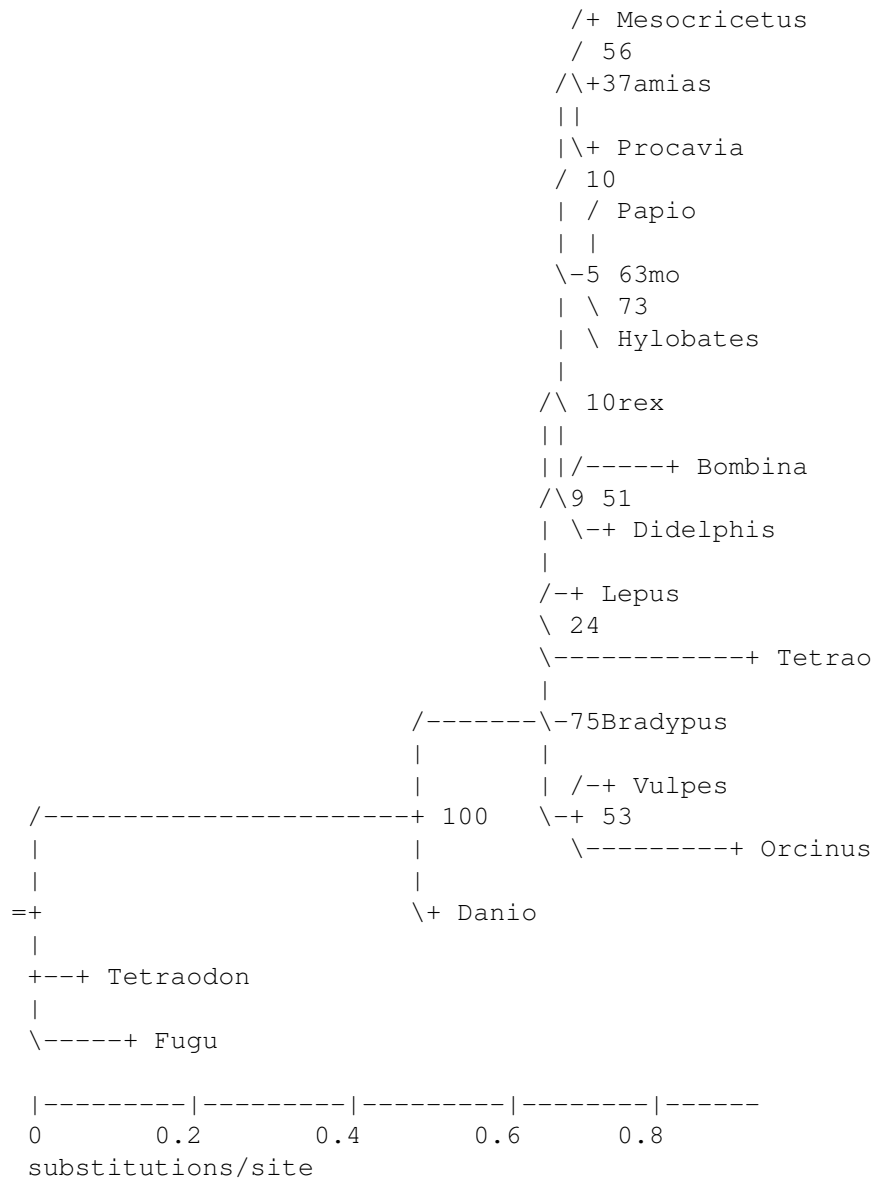 /+ Mesocricetus
/ 56
/\+37amias
||
|\+ Procavia
/ 10
| / Papio
| |
\-5 63mo
| \ 73
| \ Hylobates
|
/\ 10rex
||
||/-----+ Bombina
/\9 51
| \-+ Didelphis
|
/-+ Lepus
\ 24
\------------+ Tetrao
|
/-------\-75Bradypus
| |
| | /-+ Vulpes
/-----------------------+ 100 \-+ 53
| | \---------+ Orcinus
| |
=+ \+ Danio
|
+--+ Tetraodon
|
\-----+ Fugu
|---------|---------|---------|--------|------
0 0.2 0.4 0.6 0.8
substitutions/site